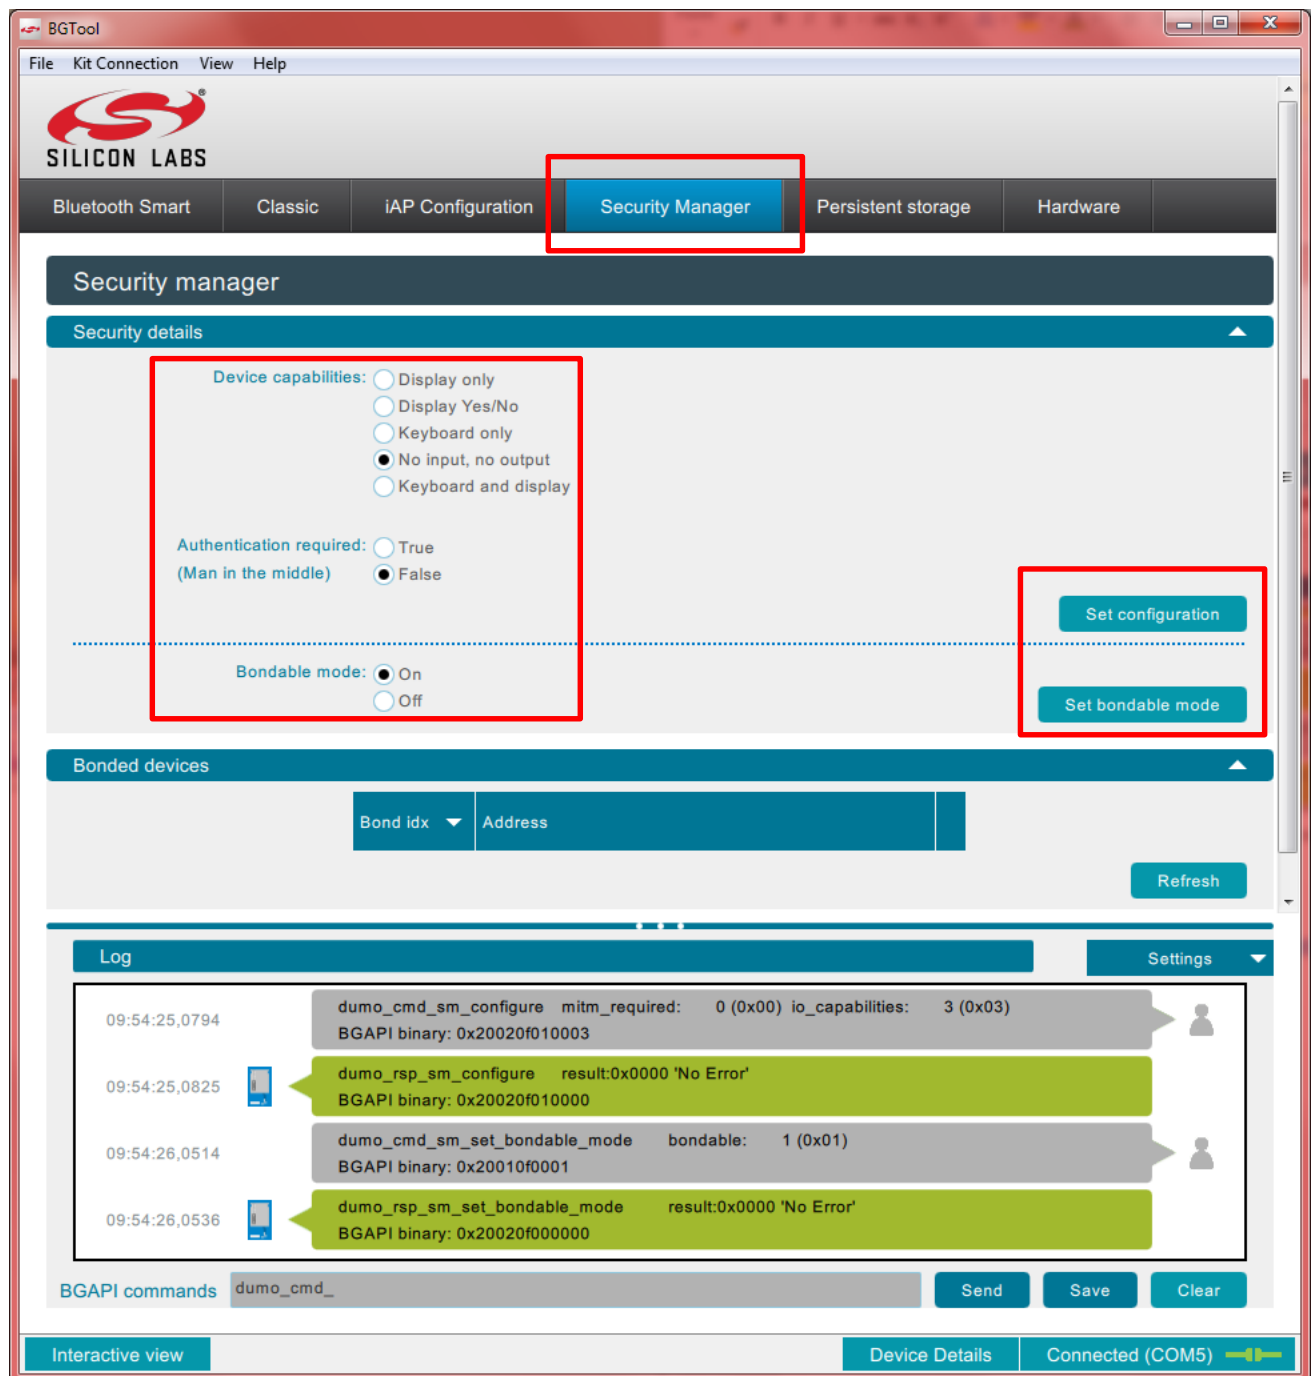 BGTool
File Kit Connection View Help
SILICON LABS
Bluetooth Smart Classic iAP Configuration Security Manager Persistent storage Hardware
Security manager
Security details
Device capabilities: Display only
Display Yes/No
Keyboard only
No input, no output
Keyboard and display
Authentication required: True
(Man in the middle) False
Set configuration
Bondable mode: On
Off
Set bondable mode
Bonded devices
Bond idx Address
Refresh
Log Settings
dumo_cmd_sm_configure mitm_required: 0 (0x00) io_capabilities: 3 (0x03)
09:54:25,0794
BGAPI binary: 0x20020f010003
dumo_rsp_sm_configure result:0x0000 'No Error'
09:54:25,0825
BGAPI binary: 0x20020f010000
dumo_cmd_sm_set_bondable_mode bondable: 1 (0x01)
09:54:26,0514
BGAPI binary: 0x20010f0001
dumo_rsp_sm_set_bondable_mode result:0x0000 'No Error'
09:54:26,0536
BGAPI binary: 0x20020f000000
BGAPI commands dumo_cmd_ Send Save Clear
Interactive view Device Details Connected (COM5)